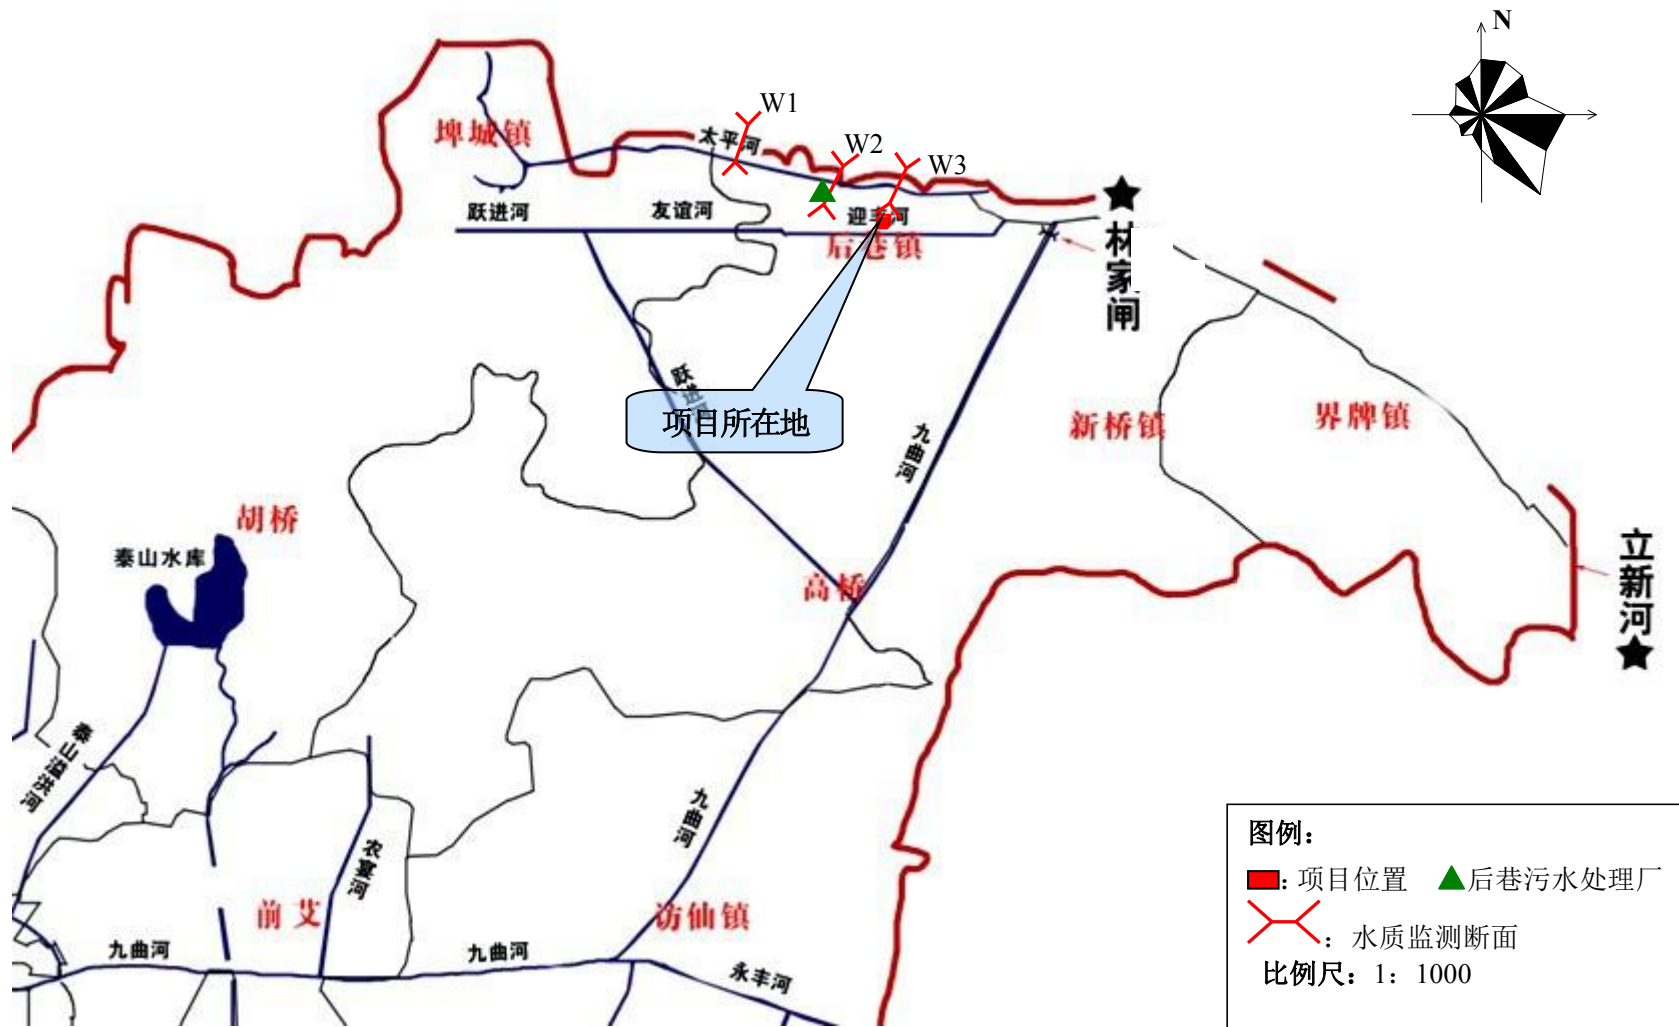 N
W1
埤城镇
太平河
W2
W3
跃进河
友谊河
迎丰河
后巷镇
林家闸
跃进河
项目所在地
九曲河
新桥镇
界牌镇
胡桥
泰山水库
高桥
立新河
泰山溢洪河
九曲河
农宴河
前艾
访仙镇
九曲河
九曲河
永丰河
图例：
：项目位置 后巷污水处理厂
：水质监测断面
比例尺：1：1000